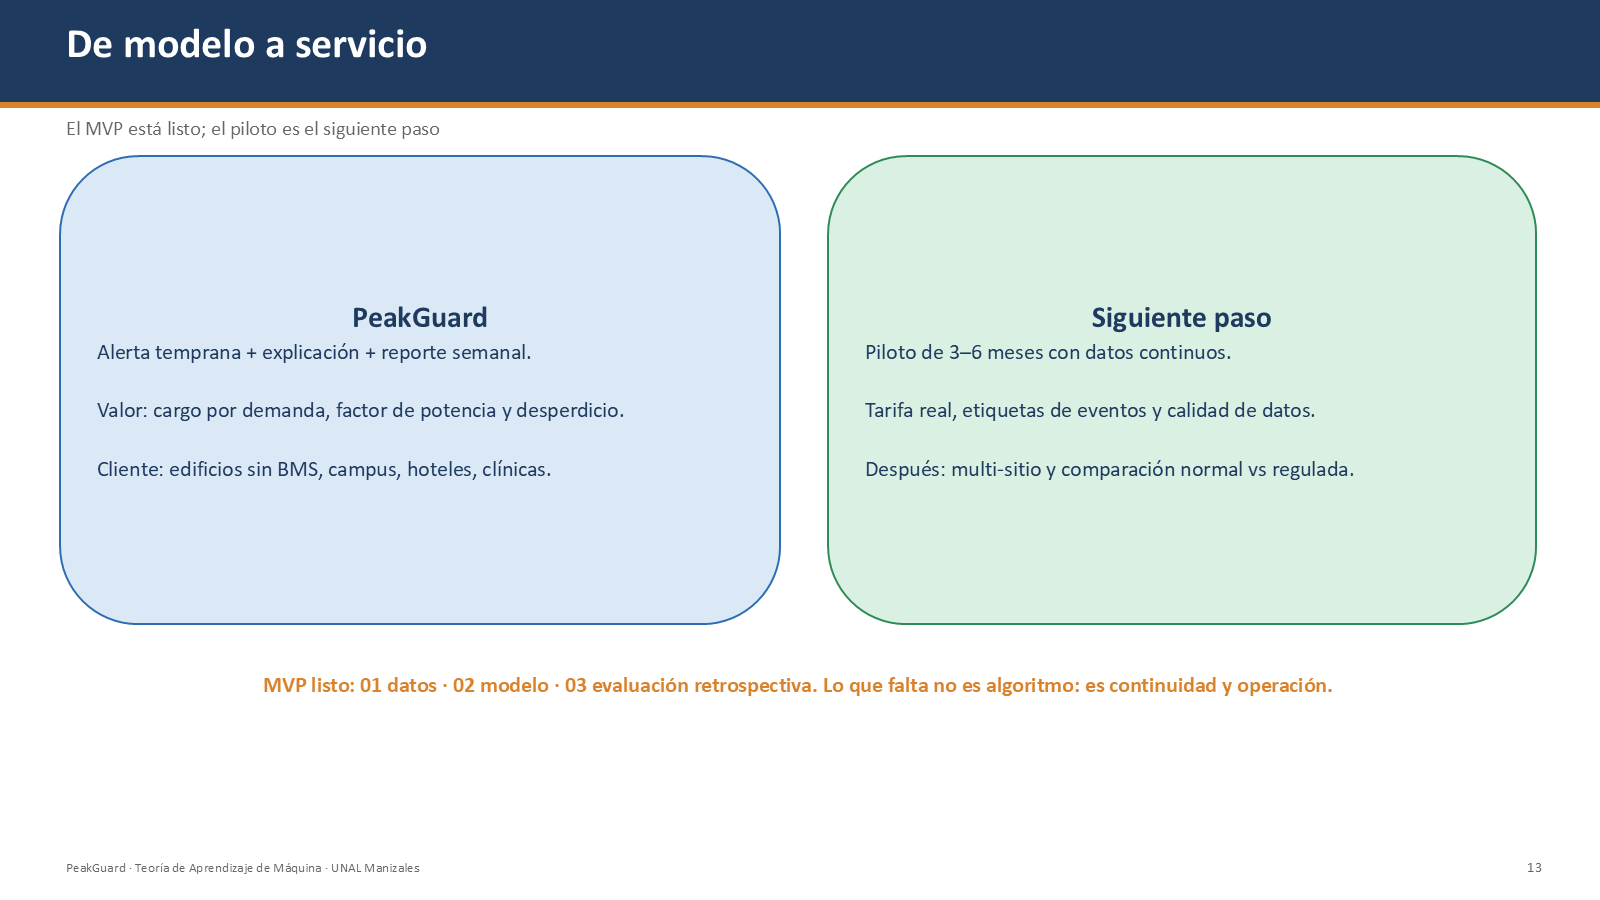 De modelo a servicio
El MVP está listo; el piloto es el siguiente paso
PeakGuard
Alerta temprana + explicación + reporte semanal.
Valor: cargo por demanda, factor de potencia y desperdicio.
Cliente: edificios sin BMS, campus, hoteles, clínicas.
Siguiente paso
Piloto de 3–6 meses con datos continuos.
Tarifa real, etiquetas de eventos y calidad de datos.
Después: multi-sitio y comparación normal vs regulada.
MVP listo: 01 datos · 02 modelo · 03 evaluación retrospectiva. Lo que falta no es algoritmo: es continuidad y operación.
PeakGuard · Teoría de Aprendizaje de Máquina · UNAL Manizales
13